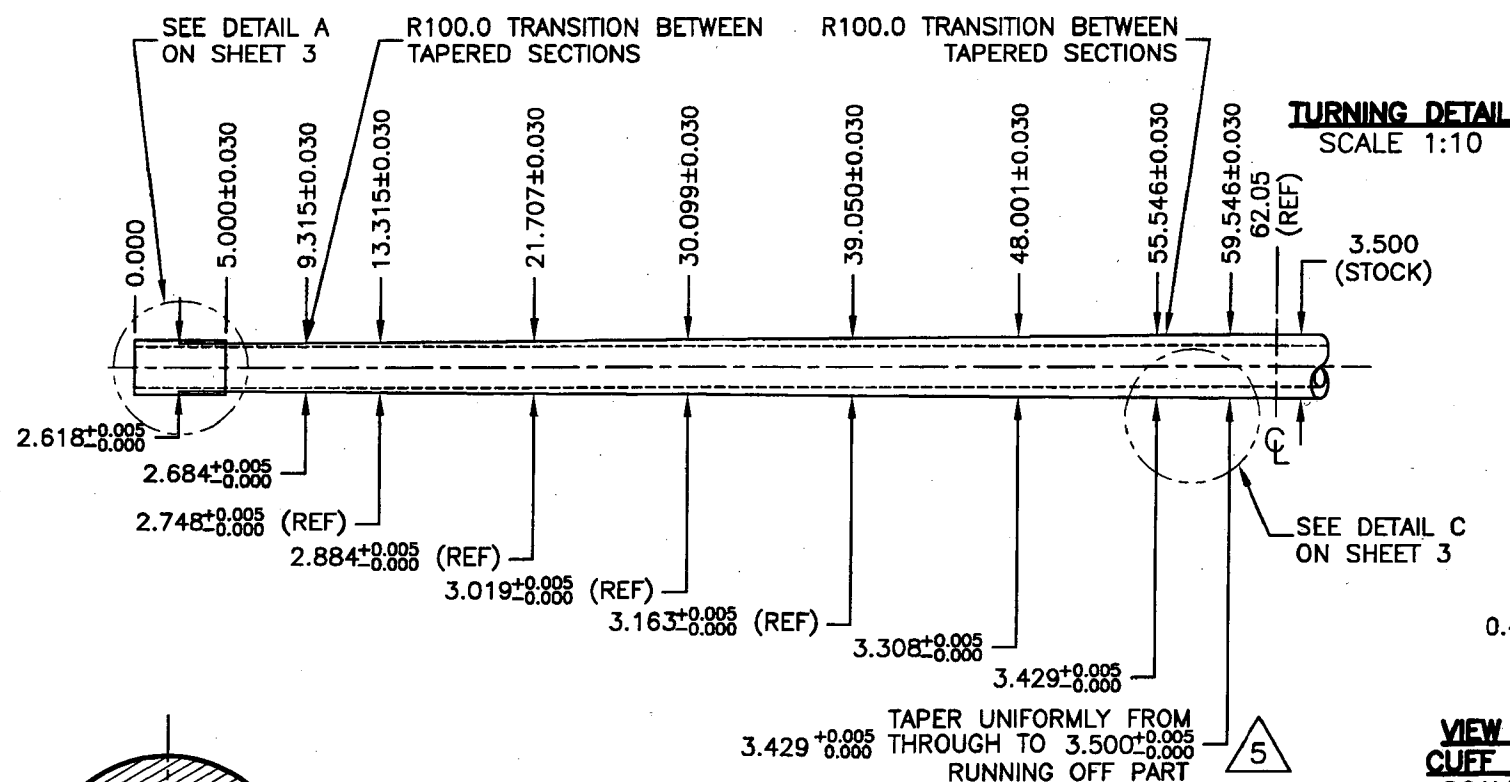 SEE DETAIL A
ON SHEET 3
R100.0 TRANSITION BETWEEN
TAPERED SECTIONS
R100.0 TRANSITION BETWEEN
TAPERED SECTIONS
TURNING DETAIL
SCALE 1:10
0.000
5.000±0.030
9.315±0.030
13.315±0.030
21.707±0.030
30.099±0.030
39.050±0.030
48.001±0.030
55.546±0.030
59.546±0.030
62.05
(REF)
3.500
(STOCK)
2.618+0.005
-0.000
2.684+0.005
-0.000
2.748+0.005
-0.000 (REF)
2.884+0.005
-0.000 (REF)
3.019+0.005
-0.000 (REF)
3.163+0.005
-0.000 (REF)
3.308+0.005
-0.000
3.429+0.005
-0.000
℄
SEE DETAIL C
ON SHEET 3
TAPER UNIFORMLY FROM
3.429 +0.005
0.000 THROUGH TO 3.500+0.005
-0.000
RUNNING OFF PART
5
VIEW
CUFF